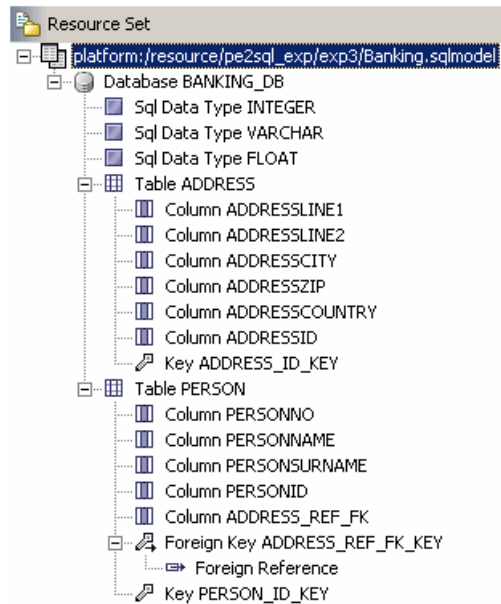 Resource Set
platform:/resource/pe2sql_exp/exp3/Banking.sqlmodel
Database BANKING_DB
Sql Data Type INTEGER
Sql Data Type VARCHAR
Sql Data Type FLOAT
Table ADDRESS
Column ADDRESSLINE1
Column ADDRESSLINE2
Column ADDRESSCITY
Column ADDRESSZIP
Column ADDRESSCOUNTRY
Column ADDRESSID
Key ADDRESS_ID_KEY
Table PERSON
Column PERSONNO
Column PERSONNAME
Column PERSONSURNAME
Column PERSONID
Column ADDRESS_REF_FK
Foreign Key ADDRESS_REF_FK_KEY
Foreign Reference
Key PERSON_ID_KEY